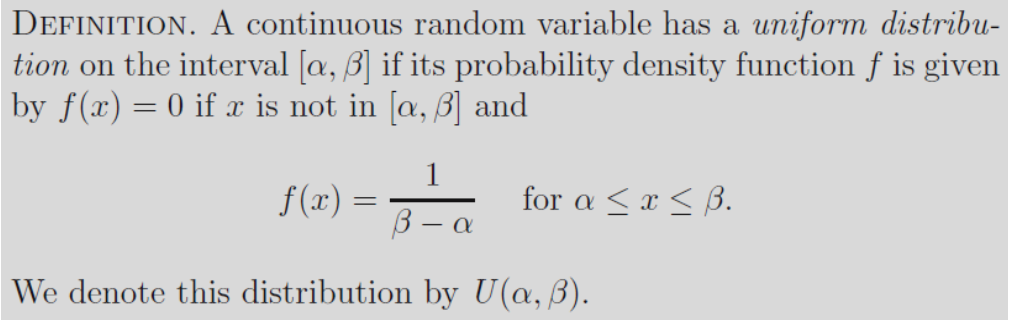 DEFINITION. A continuous random variable has a uniform distribu-
tion on the interval [α, β] if its probability density function f is given
by f(x) = 0 if x is not in [α, β] and
f(x) = 1 / (β − α) for α ≤ x ≤ β.
We denote this distribution by U(α, β).